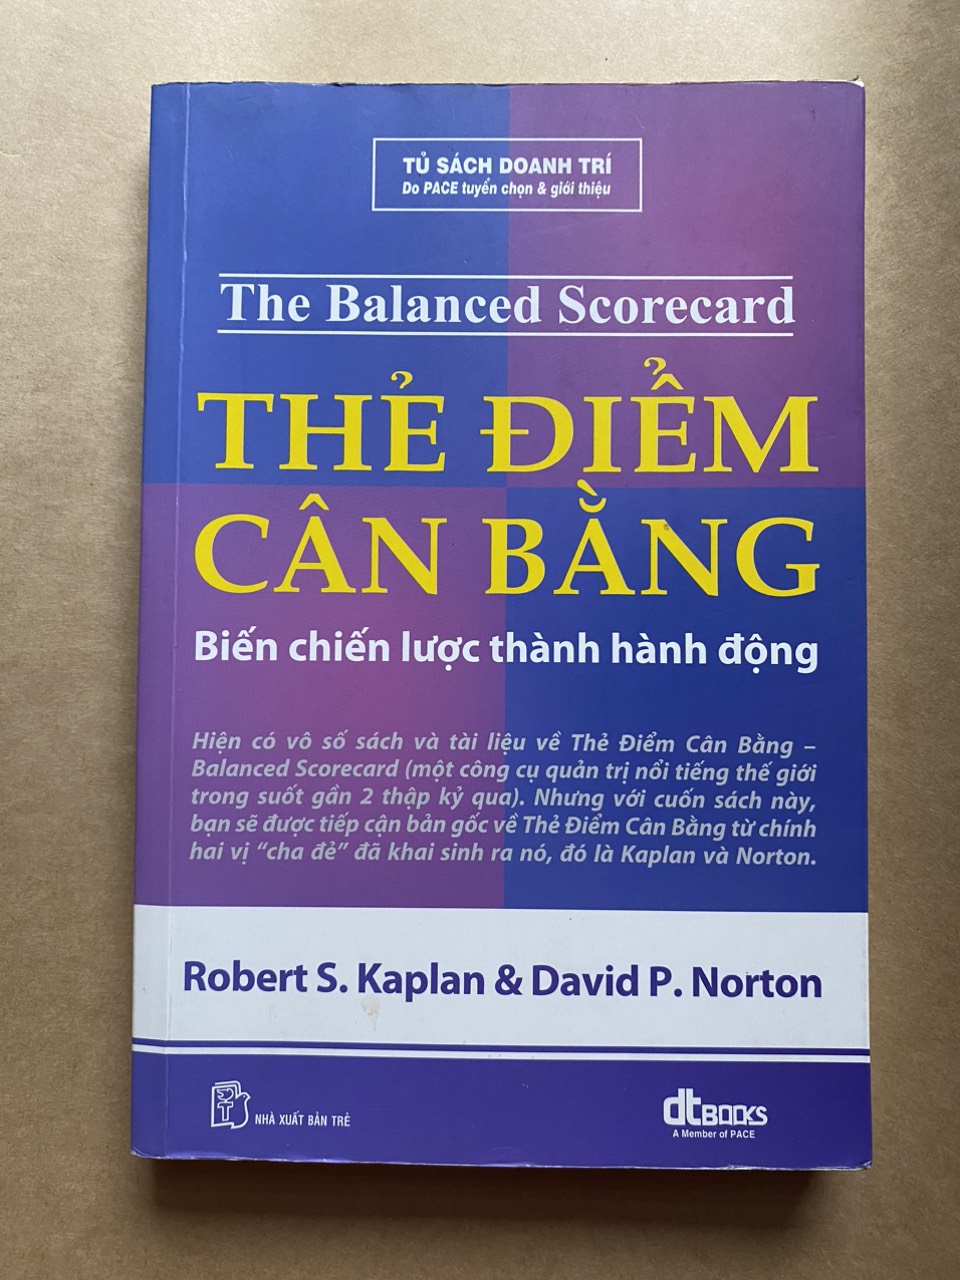 TỦ SÁCH DOANH TRÍ
Do PACE tuyển chọn & giới thiệu
The Balanced Scorecard
THẺ ĐIỂM
CÂN BẰNG
Biến chiến lược thành hành động
Hiện có vô số sách và tài liệu về Thẻ Điểm Cân Bằng –
Balanced Scorecard (một công cụ quản trị nổi tiếng thế giới
trong suốt gần 2 thập kỷ qua). Nhưng với cuốn sách này,
bạn sẽ được tiếp cận bản gốc về Thẻ Điểm Cân Bằng từ chính
hai vị “cha đẻ” đã khai sinh ra nó, đó là Kaplan và Norton.
Robert S. Kaplan & David P. Norton
T
NHÀ XUẤT BẢN TRẺ
dtBOOKS
A Member of PACE